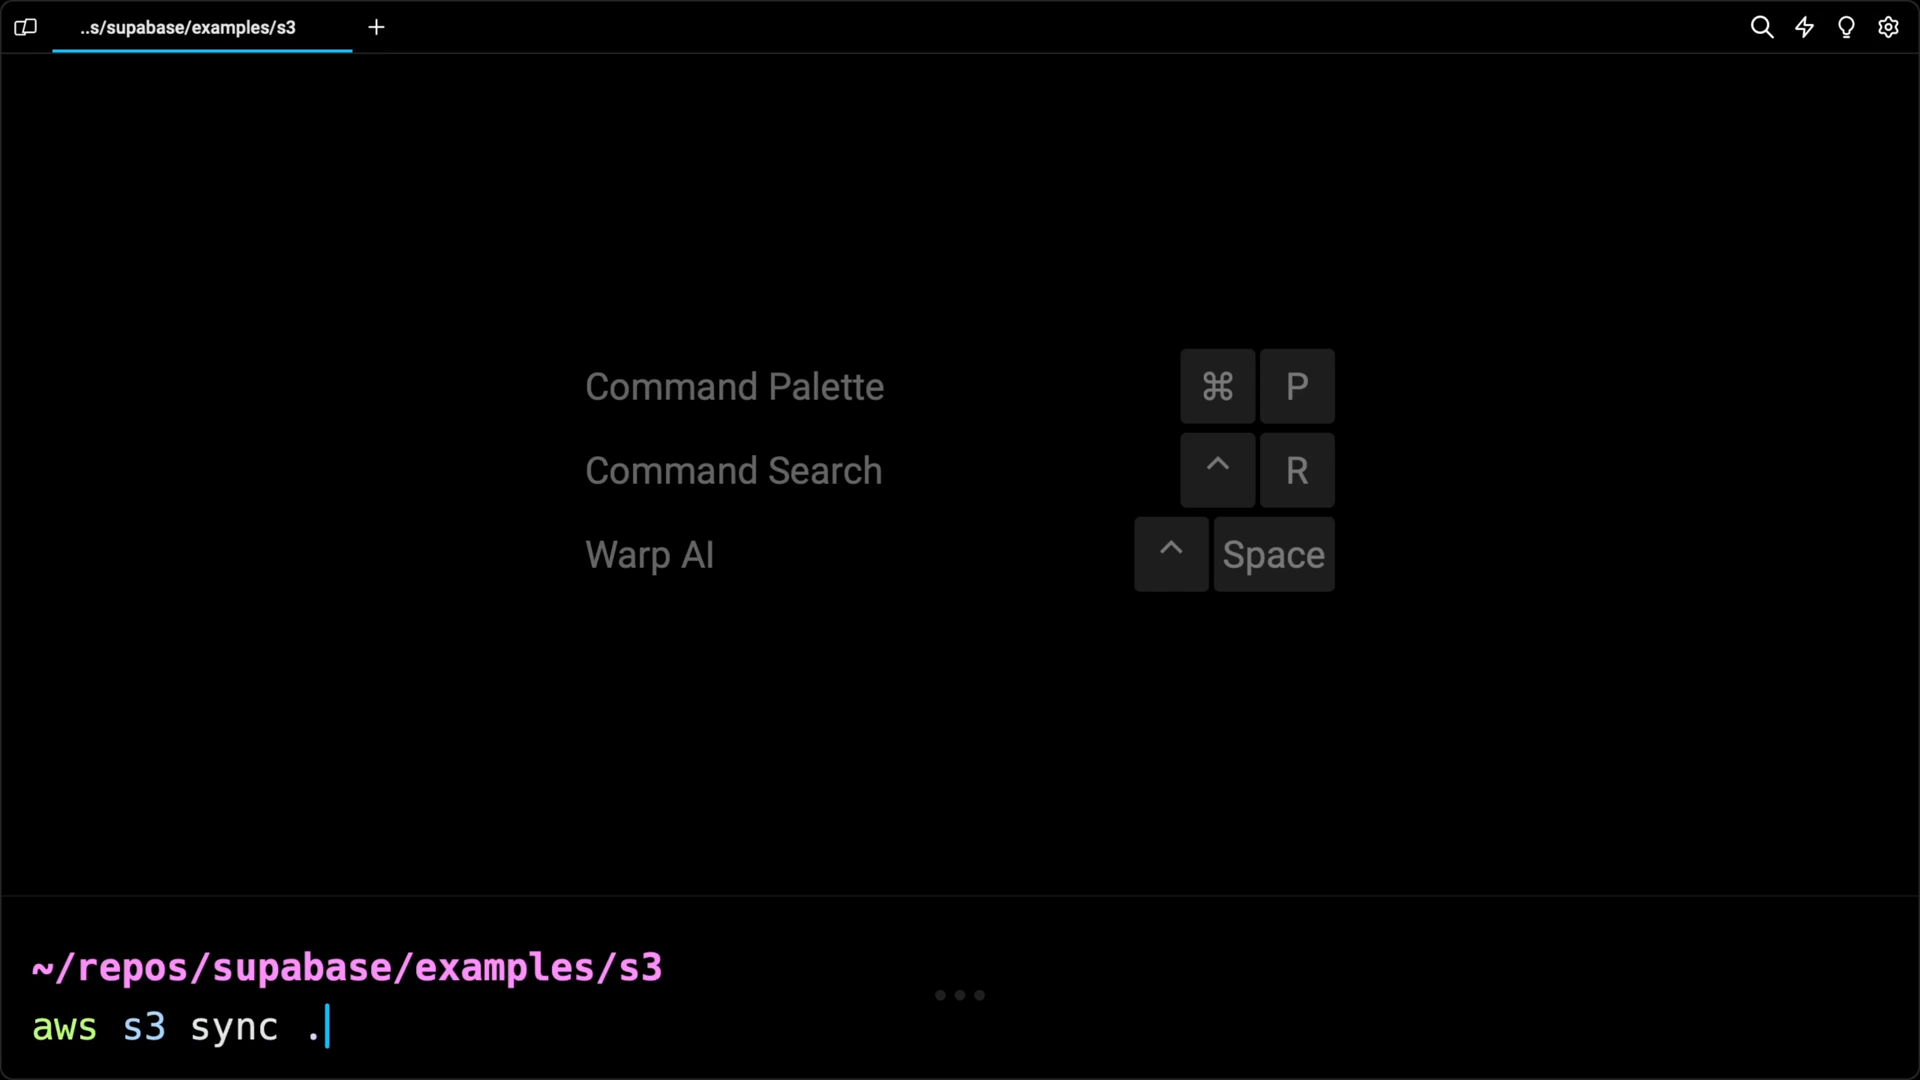 ..s/supabase/examples/s3
Command Palette ⌘ P
Command Search ^ R
Warp AI ^ Space
~/repos/supabase/examples/s3
aws s3 sync .